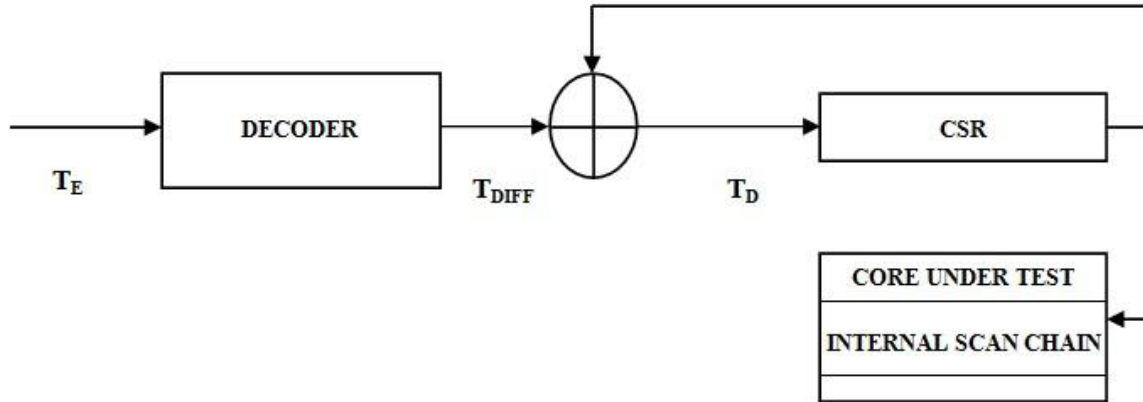 DECODER
CSR
T_E
T_DIFF
T_D
CORE UNDER TEST
INTERNAL SCAN CHAIN